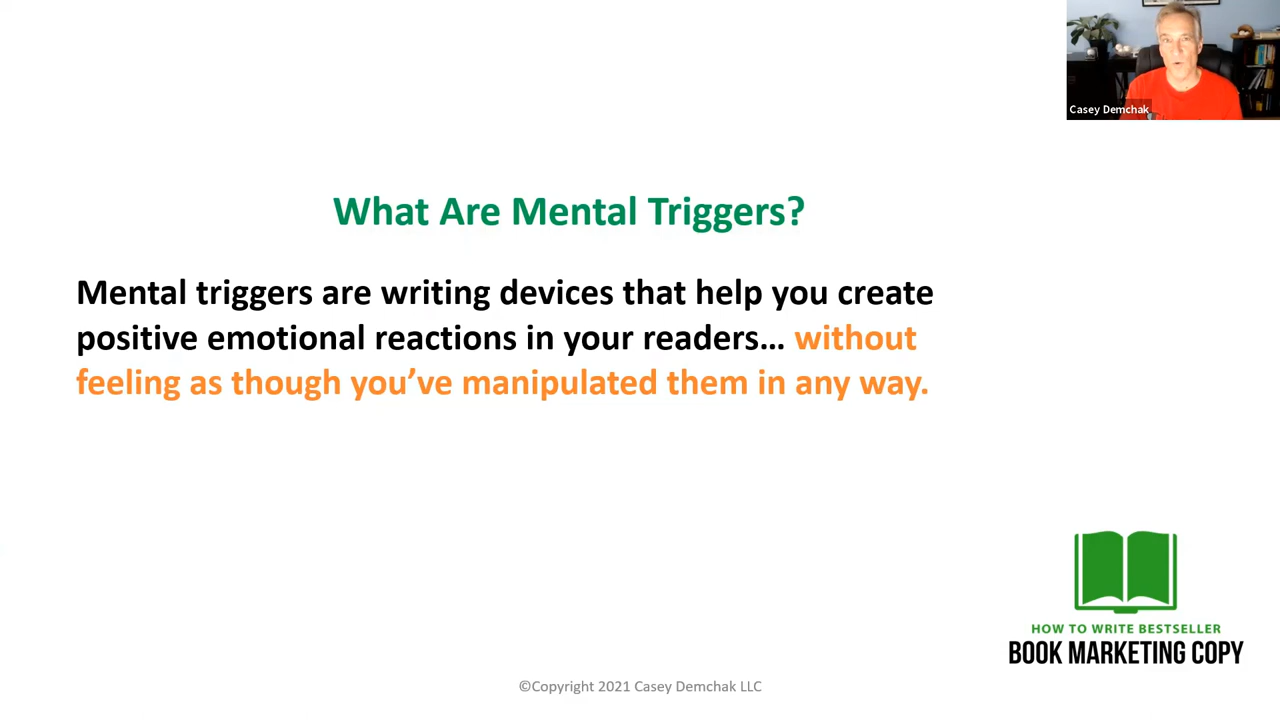 Casey Demchak
What Are Mental Triggers?
Mental triggers are writing devices that help you create
positive emotional reactions in your readers… without
feeling as though you’ve manipulated them in any way.
HOW TO WRITE BESTSELLER
BOOK MARKETING COPY
©Copyright 2021 Casey Demchak LLC